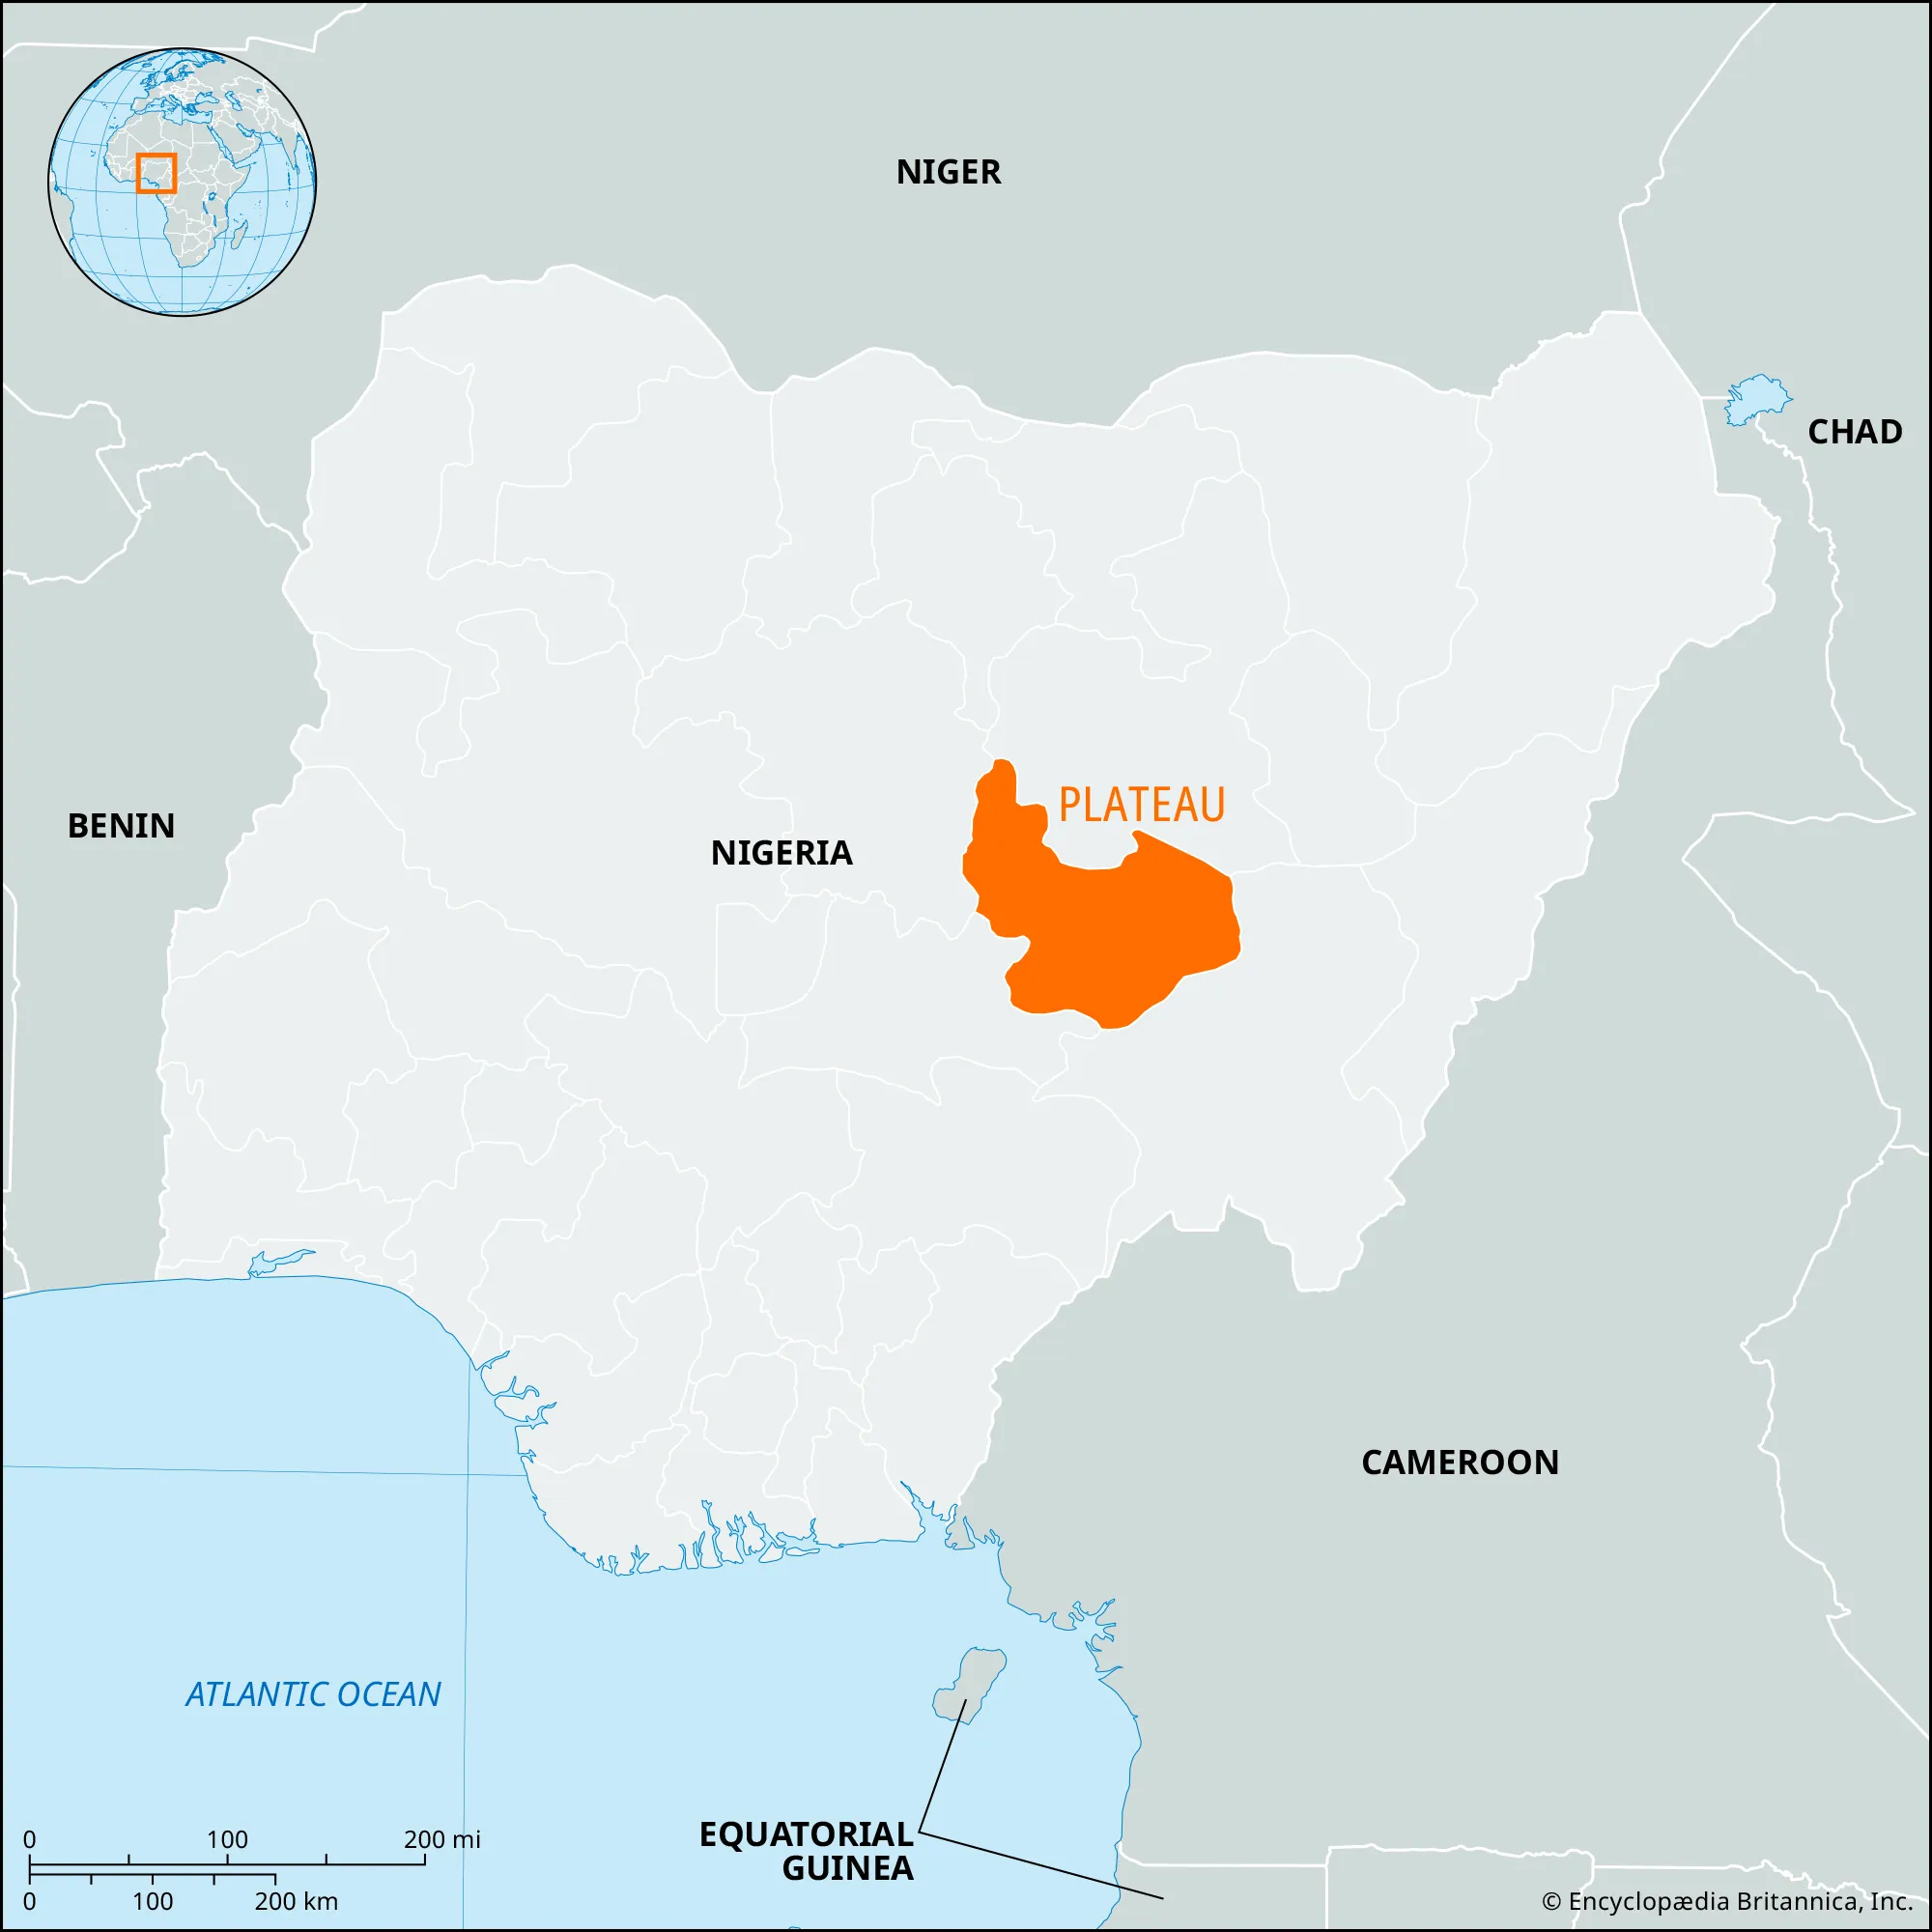 NIGER
CHAD
PLATEAU
BENIN
NIGERIA
CAMEROON
ATLANTIC OCEAN
EQUATORIAL
GUINEA
0 100 200 mi
0 100 200 km
© Encyclopædia Britannica, Inc.